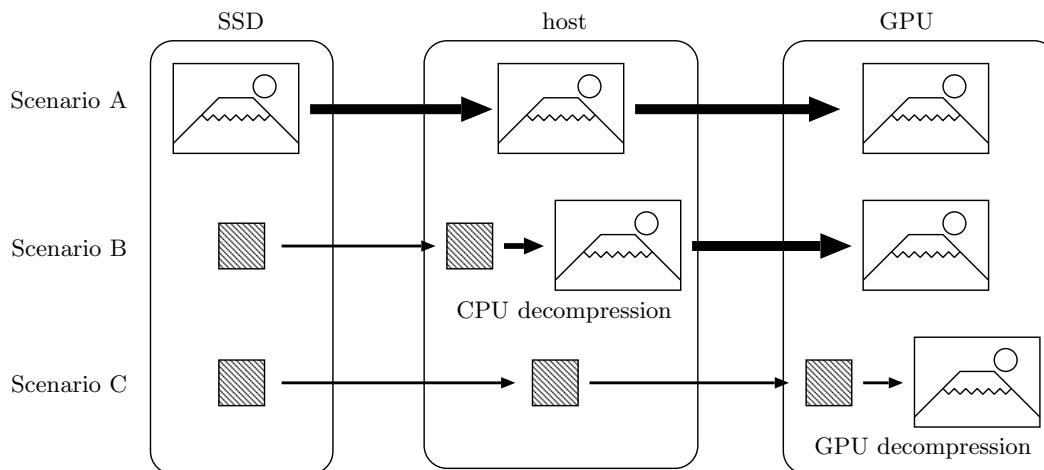 SSD
host
GPU
Scenario A
Scenario B
CPU decompression
Scenario C
GPU decompression